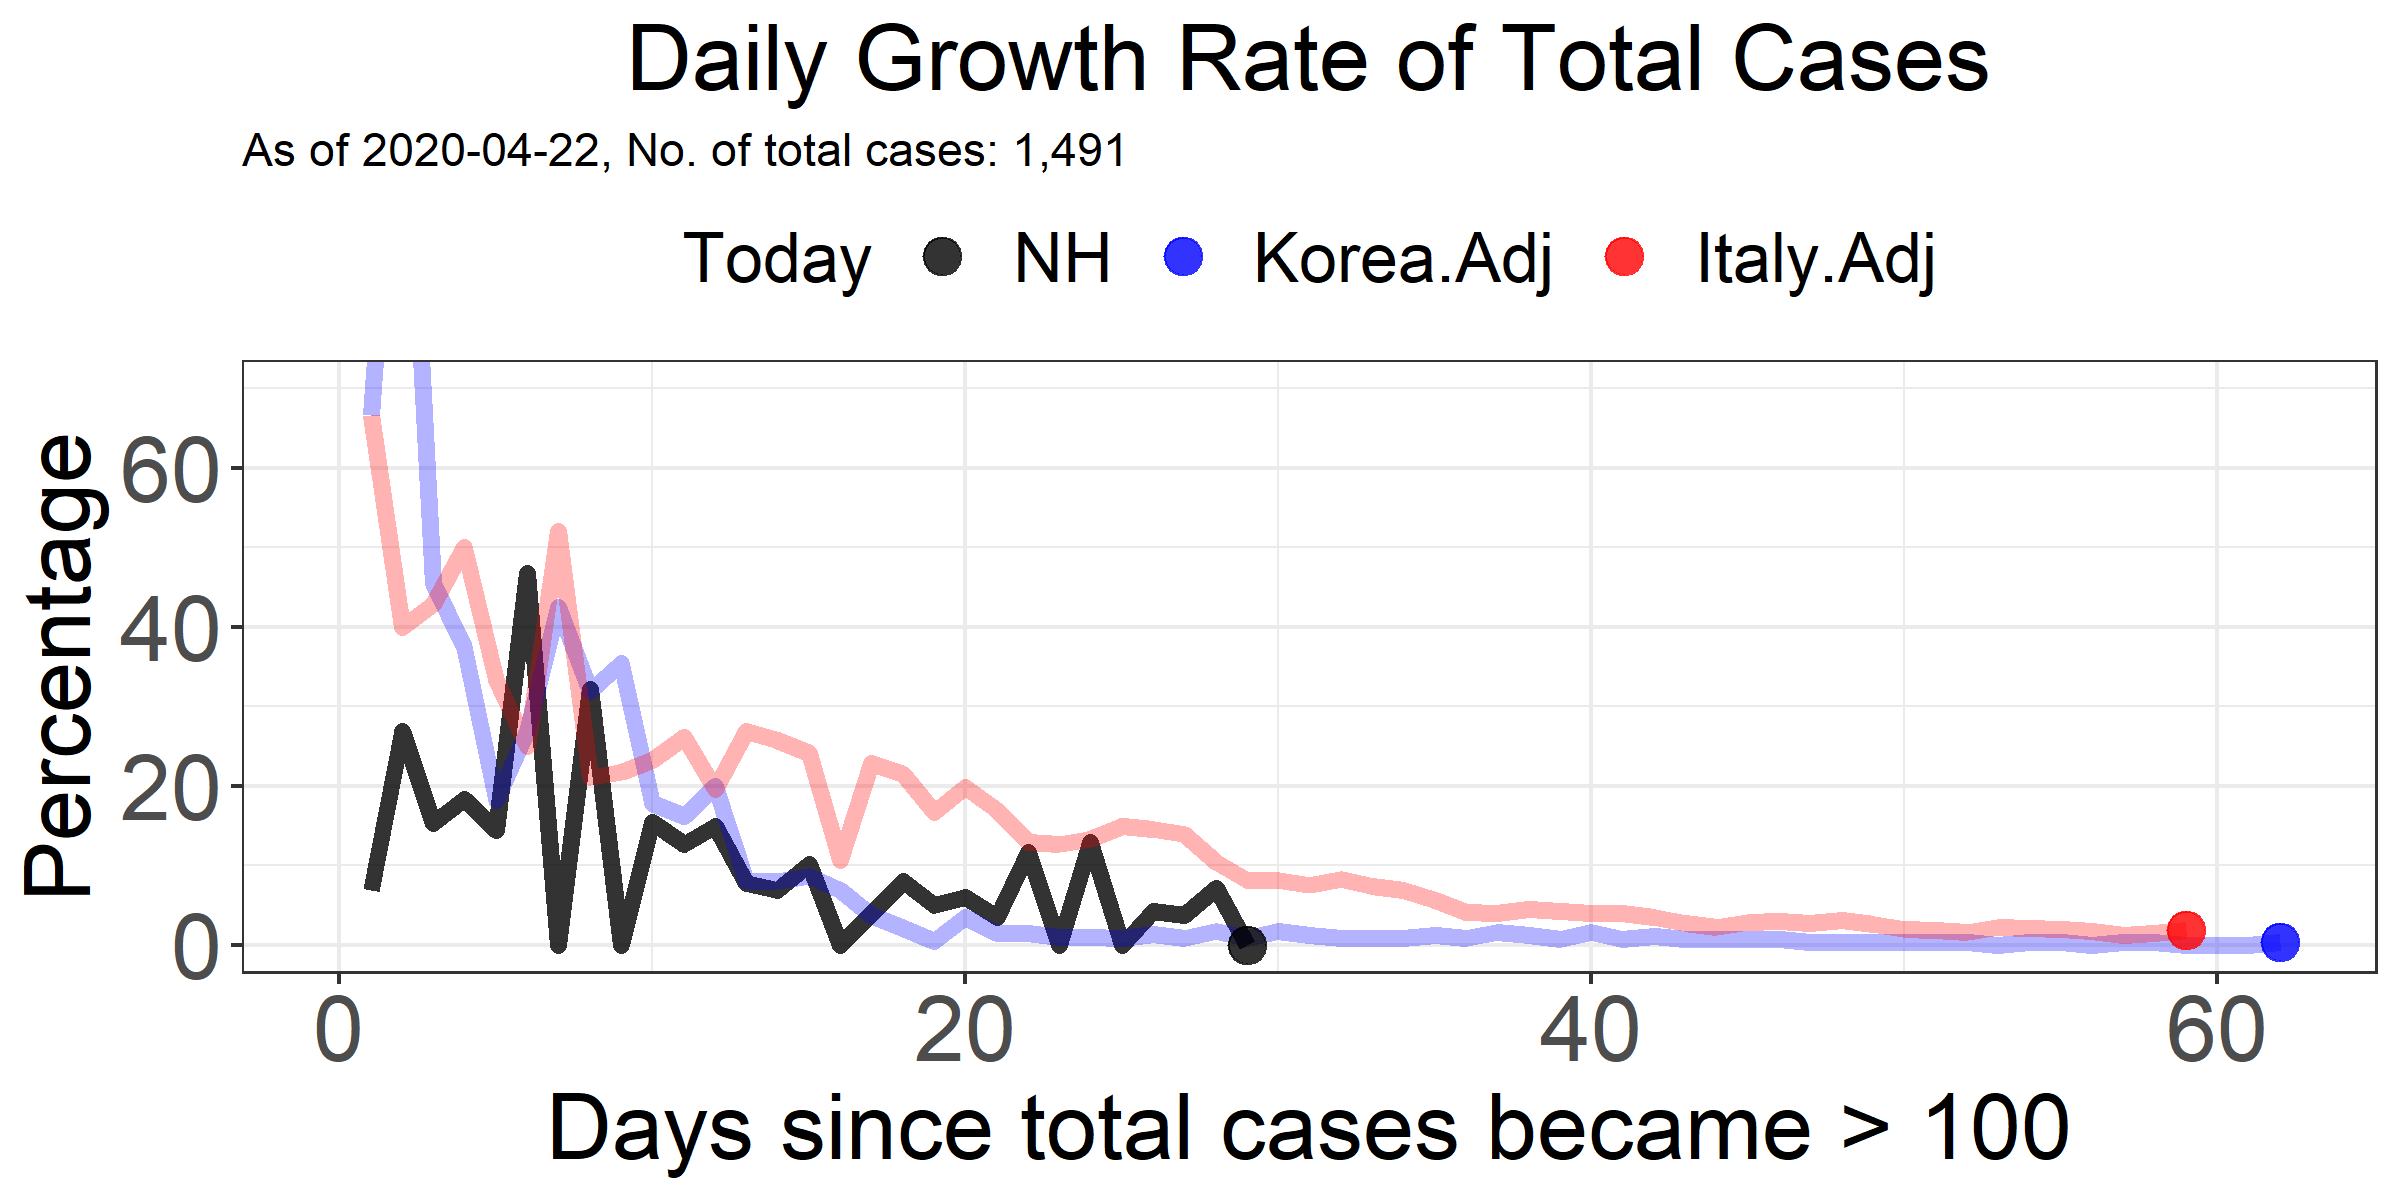 Daily Growth Rate of Total Cases
As of 2020-04-22, No. of total cases: 1,491
Today NH Korea.Adj Italy.Adj
Percentage
60
40
20
0
0 20 40 60
Days since total cases became > 100